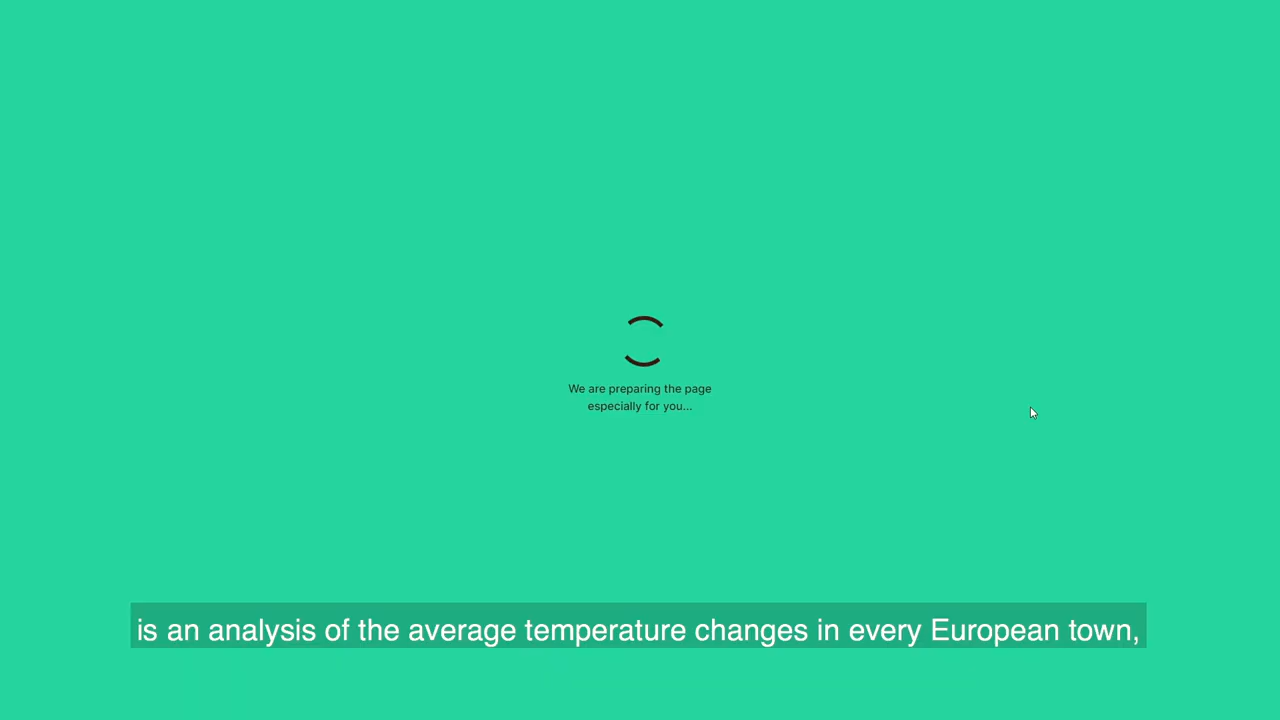 We are preparing the page
especially for you...
is an analysis of the average temperature changes in every European town,